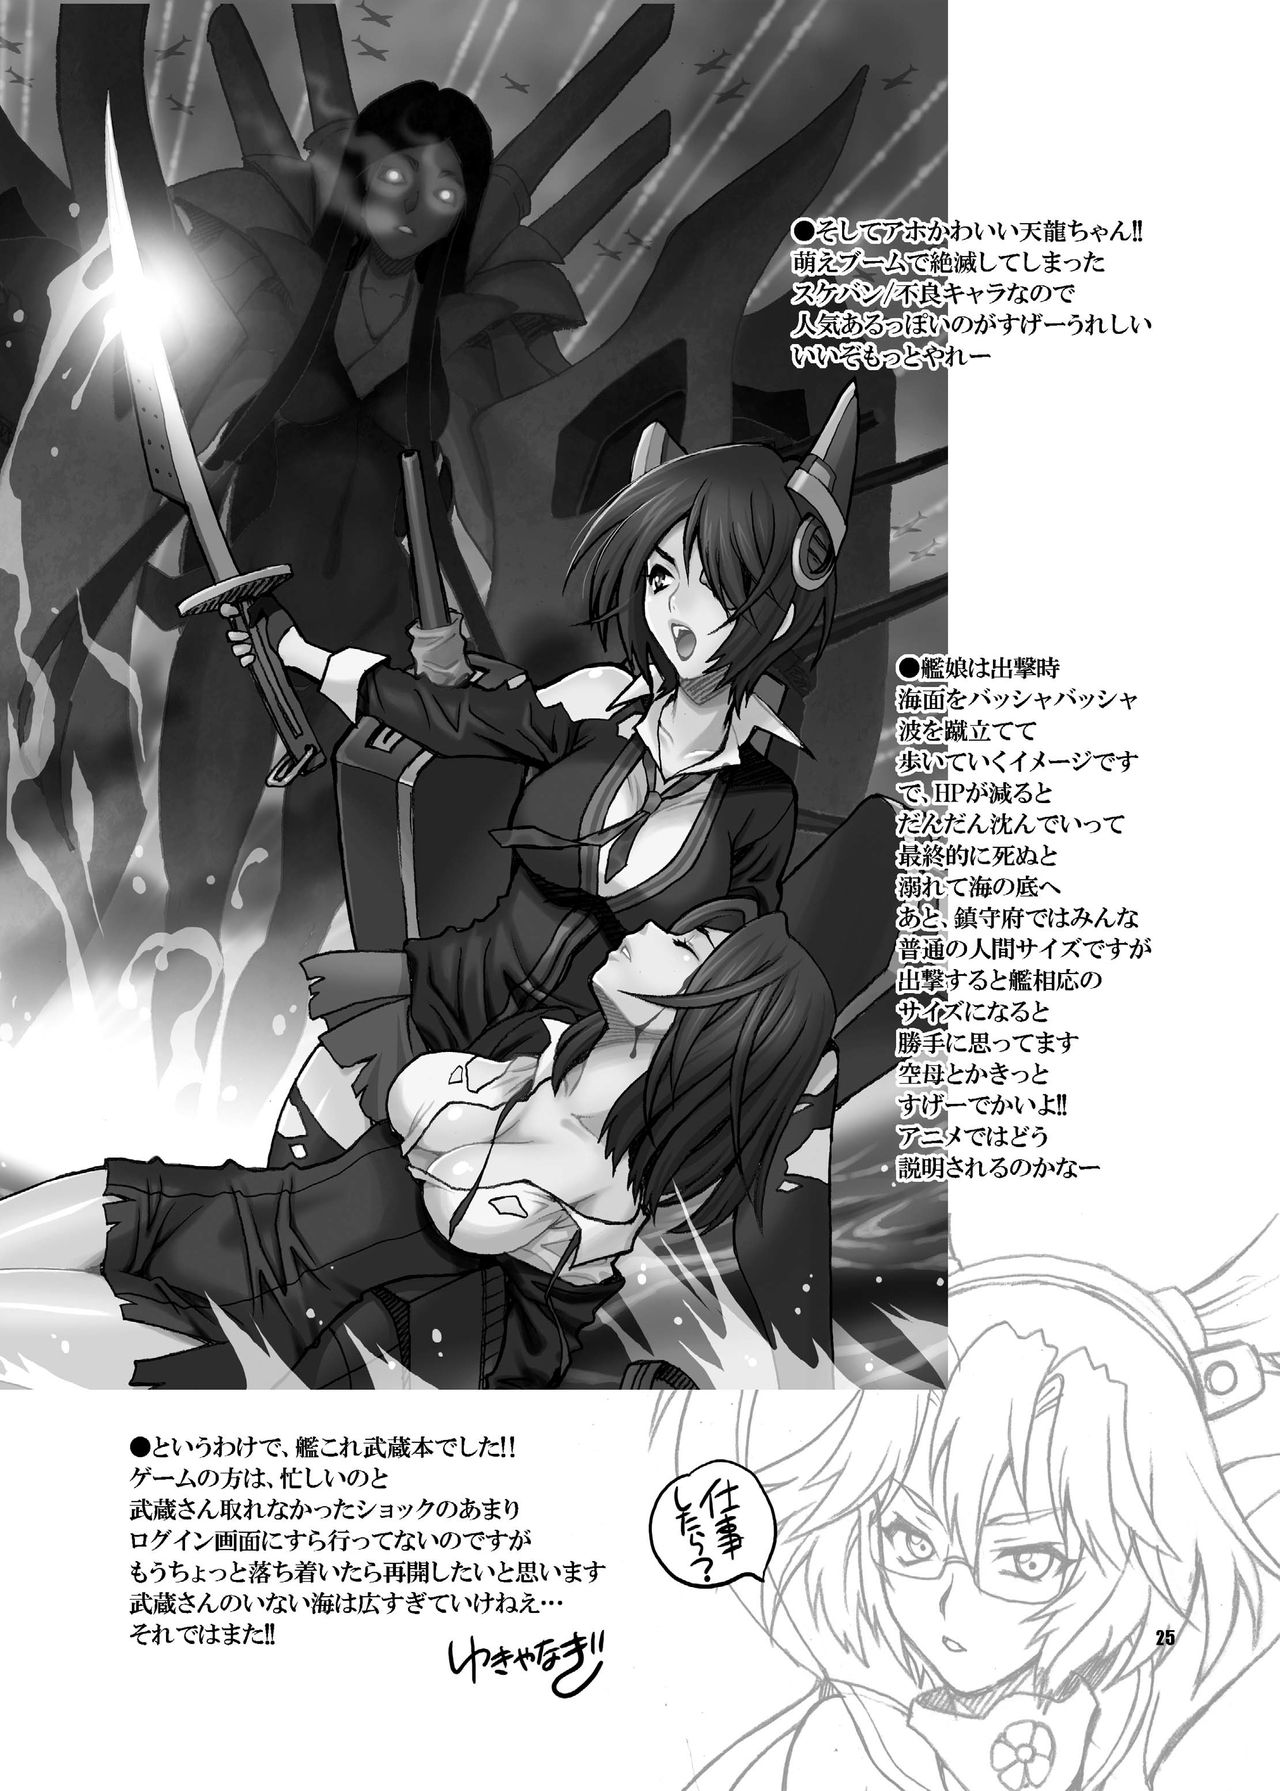 ●そしてアホかわいい天龍ちゃん!!
萌えブームで絶滅してしまった
スケバン/不良キャラなので
人気あるっぽいのがすげーうれしい
いいぞもっとやれー
●艦娘は出撃時
海面をバッシャバッシャ
波を蹴立てて
歩いていくイメージです
で、HPが減ると
だんだん沈んでいって
最終的に死ぬと
溺れて海の底へ
あと、鎮守府ではみんな
普通の人間サイズですが
出撃すると艦相応の
サイズになると
勝手に思ってます
空母とかきっと
すげーでかいよ!!
アニメではどう
説明されるのかなー
●というわけで、艦これ武蔵本でした!!
ゲームの方は、忙しいのと
武蔵さん取れなかったショックのあまり
ログイン画面にすら行ってないのですが
もうちょっと落ち着いたら再開したいと思います
武蔵さんのいない海は広すぎていけねえ…
それではまた!!
ゆきやなぎ
仕事
したら?
25